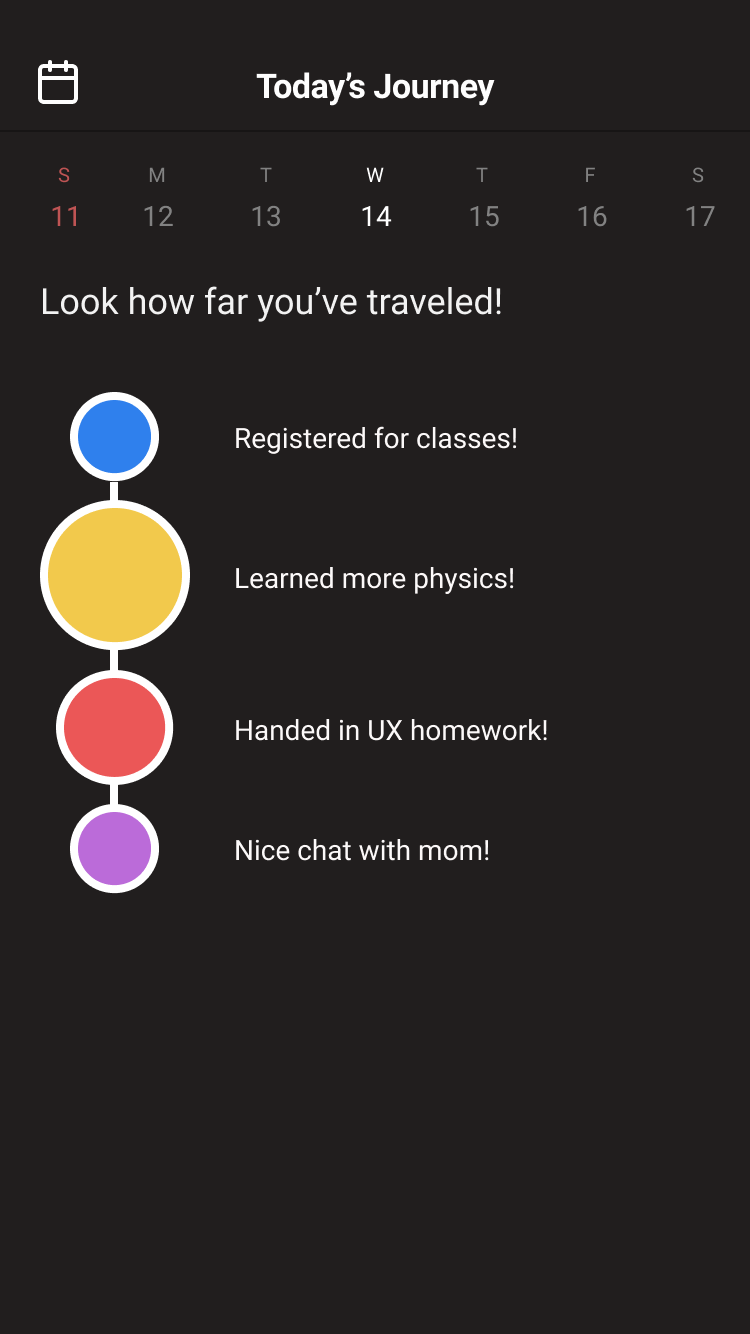 Today’s Journey
S M T W T F S
11 12 13 14 15 16 17
Look how far you’ve traveled!
Registered for classes!
Learned more physics!
Handed in UX homework!
Nice chat with mom!